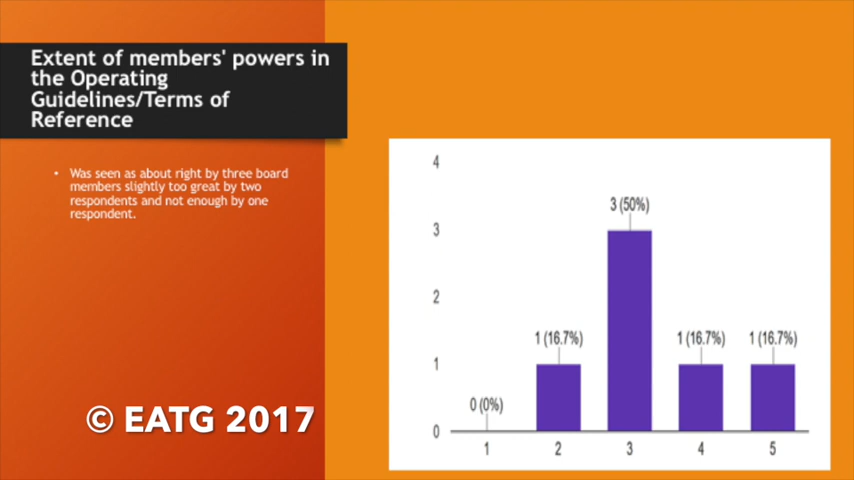 Extent of members' powers in
the Operating
Guidelines/Terms of
Reference
• Was seen as about right by three board
members slightly too great by two
respondents and not enough by one
respondent.
© EATG 2017
4
3
2
1
0
0 (0%)
1 (16.7%)
3 (50%)
1 (16.7%)
1 (16.7%)
1 2 3 4 5